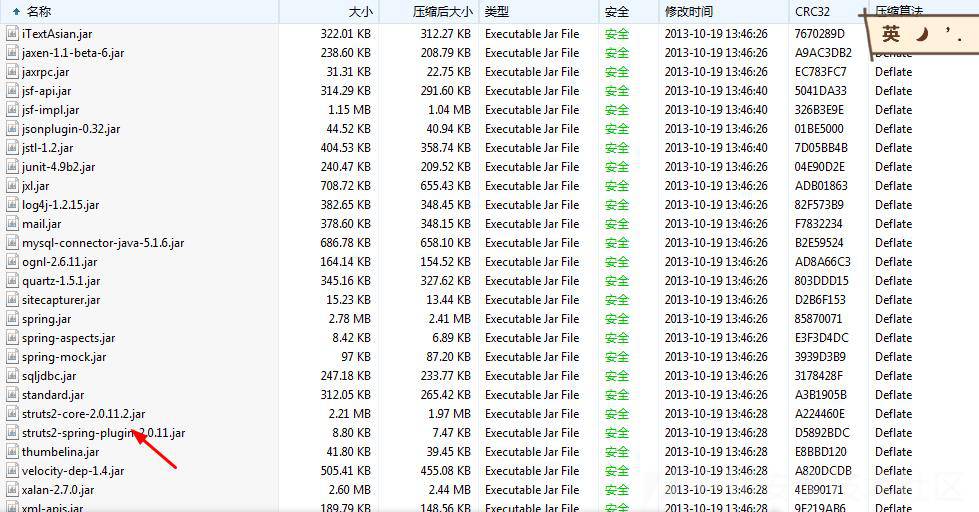 名称 大小 压缩后大小 类型 安全 修改时间 CRC32 压缩算法
英
iTextAsian.jar 322.01 KB 312.27 KB Executable Jar File 安全 2013-10-19 13:46:26 7670289D
jaxen-1.1-beta-6.jar 238.60 KB 208.79 KB Executable Jar File 安全 2013-10-19 13:46:26 A9AC3DB2 Deflate
jaxrpc.jar 31.31 KB 22.75 KB Executable Jar File 安全 2013-10-19 13:46:26 EC783FC7 Deflate
jsf-api.jar 314.29 KB 291.60 KB Executable Jar File 安全 2013-10-19 13:46:40 5041DA33 Deflate
jsf-impl.jar 1.15 MB 1.04 MB Executable Jar File 安全 2013-10-19 13:46:40 326B3E9E Deflate
jsonplugin-0.32.jar 44.52 KB 40.94 KB Executable Jar File 安全 2013-10-19 13:46:26 01BE5000 Deflate
jstl-1.2.jar 404.53 KB 358.74 KB Executable Jar File 安全 2013-10-19 13:46:40 7D05BB4B Deflate
junit-4.9b2.jar 240.47 KB 209.52 KB Executable Jar File 安全 2013-10-19 13:46:26 04E90D2E Deflate
jxl.jar 708.72 KB 655.43 KB Executable Jar File 安全 2013-10-19 13:46:26 ADB01863 Deflate
log4j-1.2.15.jar 382.65 KB 348.45 KB Executable Jar File 安全 2013-10-19 13:46:26 82F573B9 Deflate
mail.jar 378.60 KB 348.15 KB Executable Jar File 安全 2013-10-19 13:46:26 F7832234 Deflate
mysql-connector-java-5.1.6.jar 686.78 KB 658.10 KB Executable Jar File 安全 2013-10-19 13:46:26 B2E59524 Deflate
ognl-2.6.11.jar 164.14 KB 154.52 KB Executable Jar File 安全 2013-10-19 13:46:26 AD8A66C3 Deflate
quartz-1.5.1.jar 345.16 KB 327.62 KB Executable Jar File 安全 2013-10-19 13:46:26 803DDD15 Deflate
sitecapturer.jar 15.23 KB 13.44 KB Executable Jar File 安全 2013-10-19 13:46:26 D2B6F153 Deflate
spring.jar 2.78 MB 2.41 MB Executable Jar File 安全 2013-10-19 13:46:26 85870071 Deflate
spring-aspects.jar 8.42 KB 6.89 KB Executable Jar File 安全 2013-10-19 13:46:26 E3F3D4DC Deflate
spring-mock.jar 97 KB 87.20 KB Executable Jar File 安全 2013-10-19 13:46:26 3939D3B9 Deflate
sqljdbc.jar 247.18 KB 233.77 KB Executable Jar File 安全 2013-10-19 13:46:26 3178428F Deflate
standard.jar 312.05 KB 265.42 KB Executable Jar File 安全 2013-10-19 13:46:26 A3B1905B Deflate
struts2-core-2.0.11.2.jar 2.21 MB 1.97 MB Executable Jar File 安全 2013-10-19 13:46:28 A224460E Deflate
struts2-spring-plugin-2.0.11.jar 8.80 KB 7.47 KB Executable Jar File 安全 2013-10-19 13:46:28 D5892BDC Deflate
thumbelina.jar 41.80 KB 39.45 KB Executable Jar File 安全 2013-10-19 13:46:28 E8BBD120 Deflate
velocity-dep-1.4.jar 505.41 KB 455.08 KB Executable Jar File 安全 2013-10-19 13:46:28 A820DCDB Deflate
xalan-2.7.0.jar 2.60 MB 2.44 MB Executable Jar File 安全 2013-10-19 13:46:28 4EB90171 Deflate
xml-apis.jar 189.79 KB 148.56 KB Executable Jar File 安全 2013-10-19 13:46:28 9F219AB6 Deflate